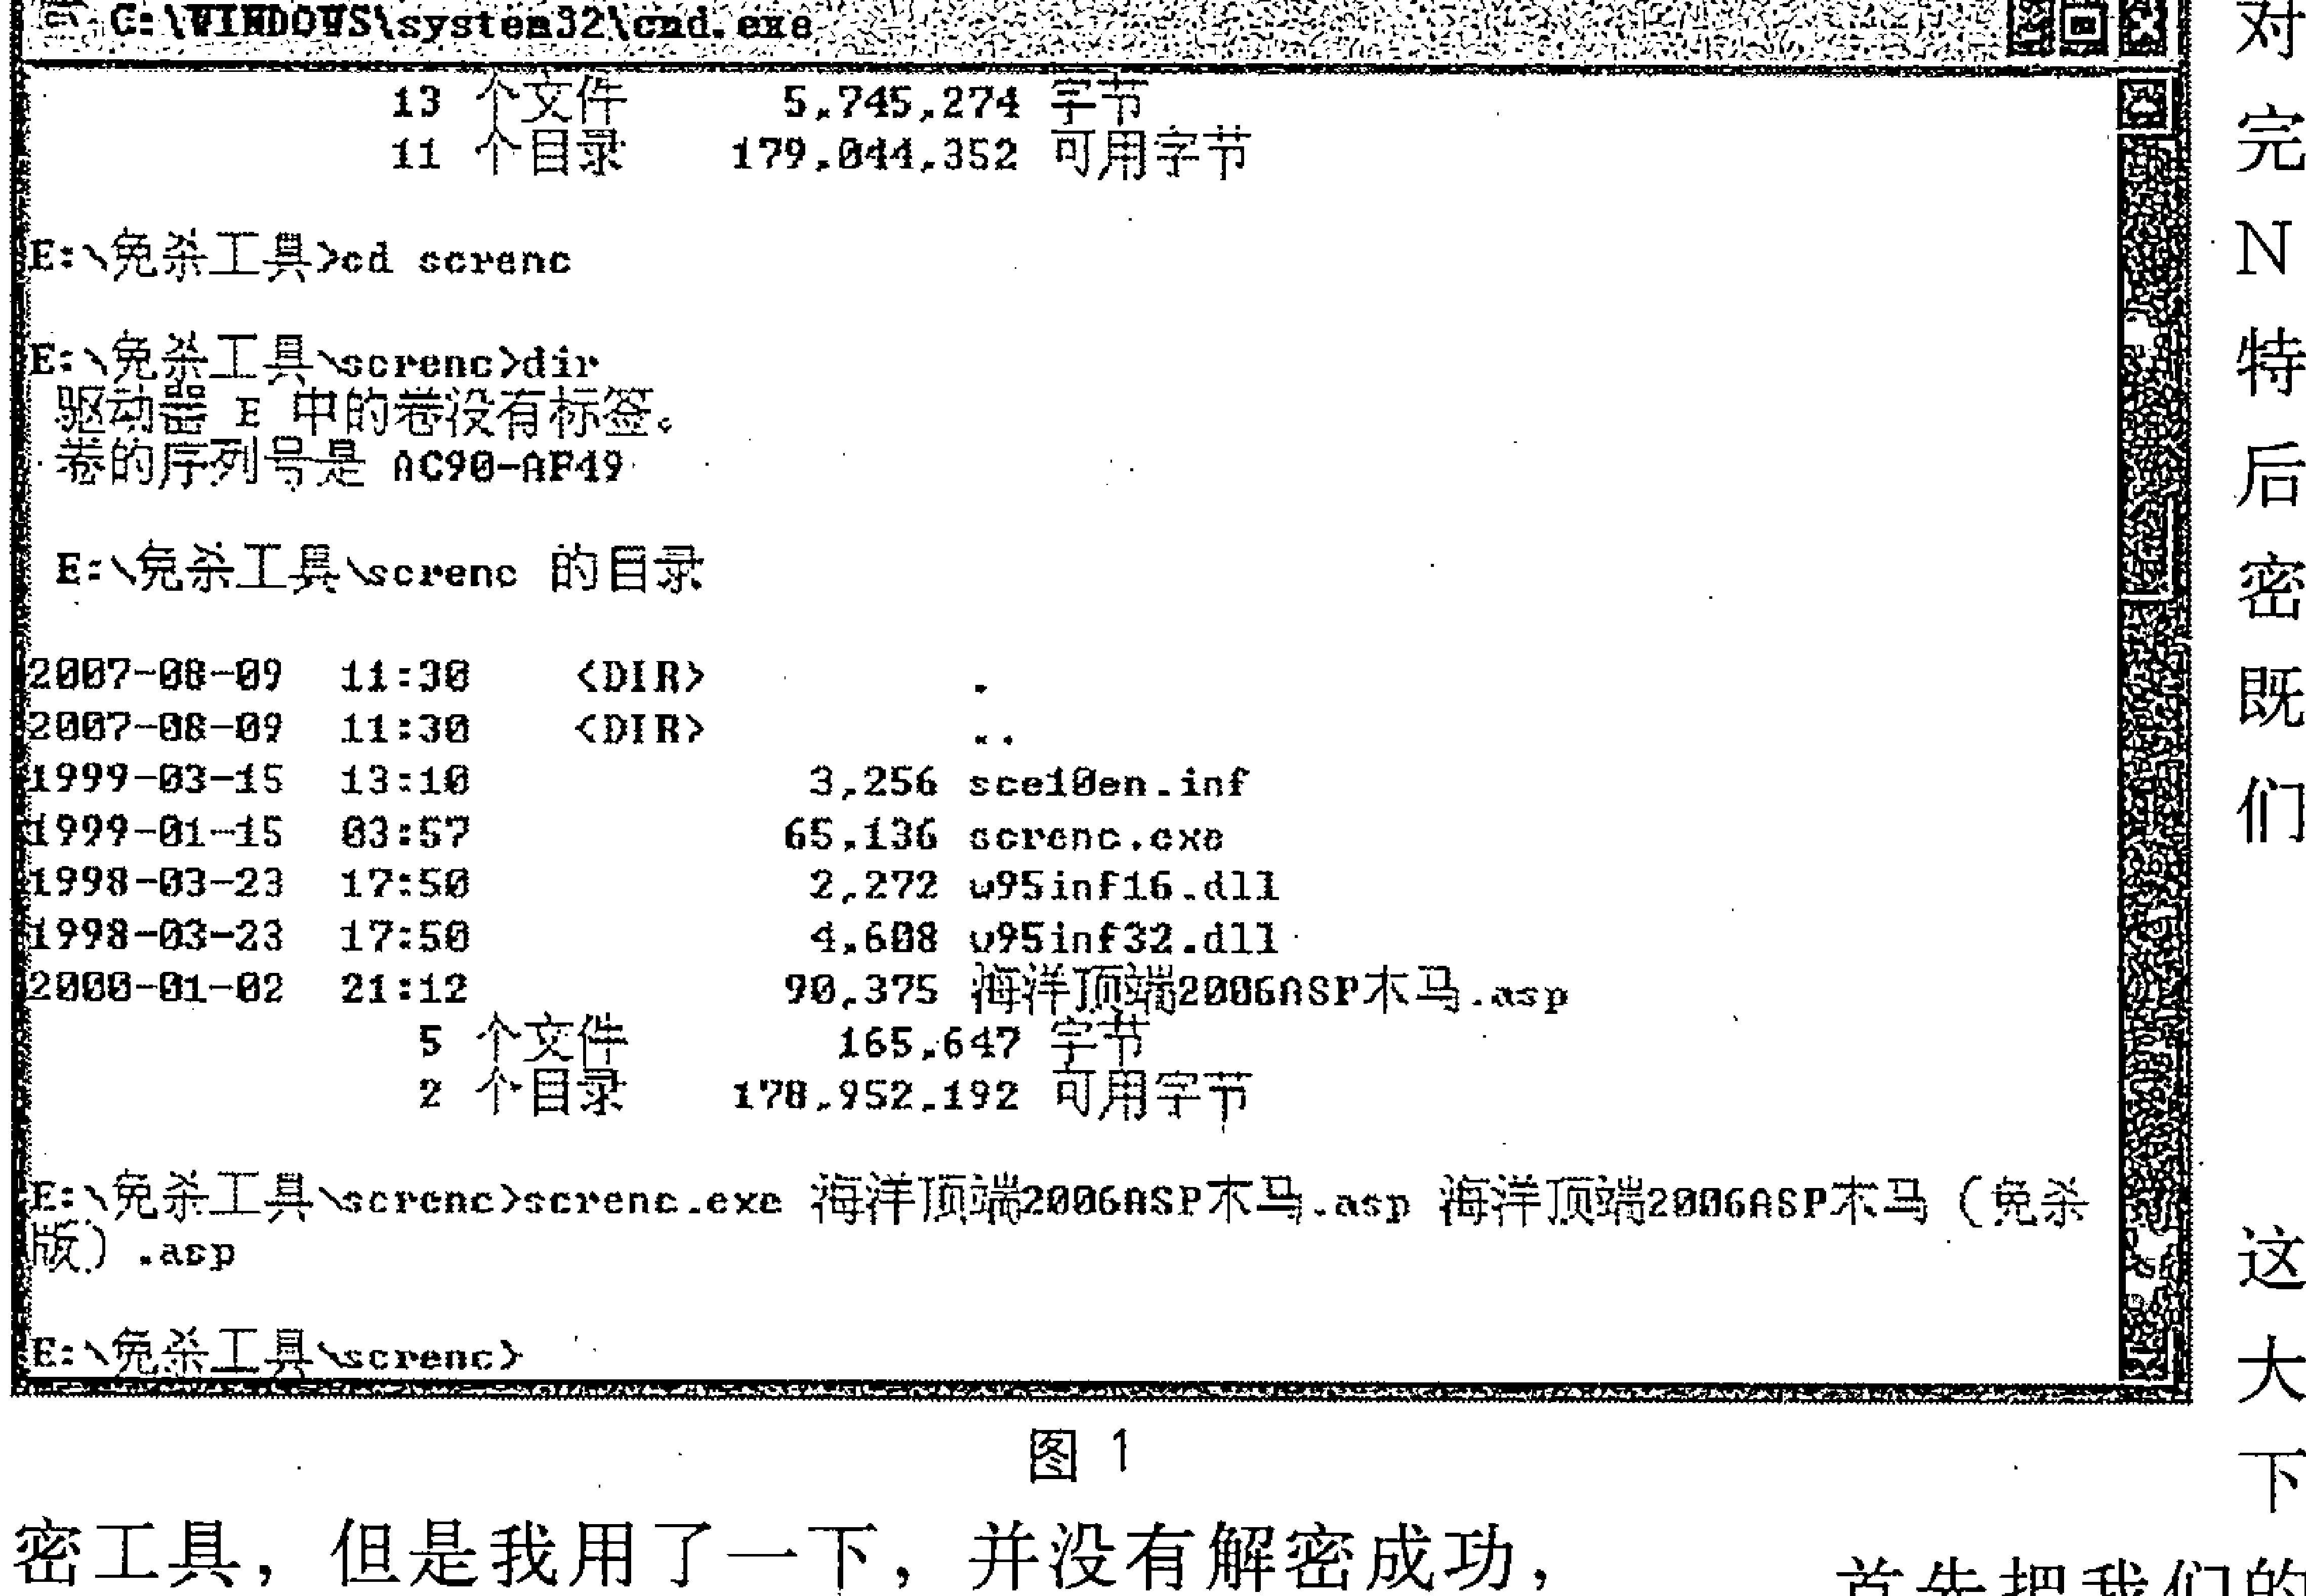 C:\WINDOWS\system32\cmd.exe
13 个文件 5,745,274 字节
11 个目录 179,044,352 可用字节
E:\免杀工具>cd screnc
E:\免杀工具\screnc>dir
驱动器 E 中的卷没有标签。
卷的序列号是 AC90-AF49
E:\免杀工具\screnc 的目录
2007-08-09 11:30 <DIR> .
2007-08-09 11:30 <DIR> ..
1999-03-15 13:10 3,256 sce10en.inf
1999-01-15 03:57 65,136 screnc.exe
1998-03-23 17:50 2,272 w95inf16.dll
1998-03-23 17:50 4,608 w95inf32.dll
2000-01-02 21:12 90,375 海洋顶端2006ASP木马.asp
5 个文件 165,647 字节
2 个目录 178,952,192 可用字节
E:\免杀工具\screnc>screnc.exe 海洋顶端2006ASP木马.asp 海洋顶端2006ASP木马（免杀
版）.asp
E:\免杀工具\screnc>
图 1
密工具，但是我用了一下，并没有解密成功，
对
完
N
特
后
密
既
们
这
大
下
首先把我们的